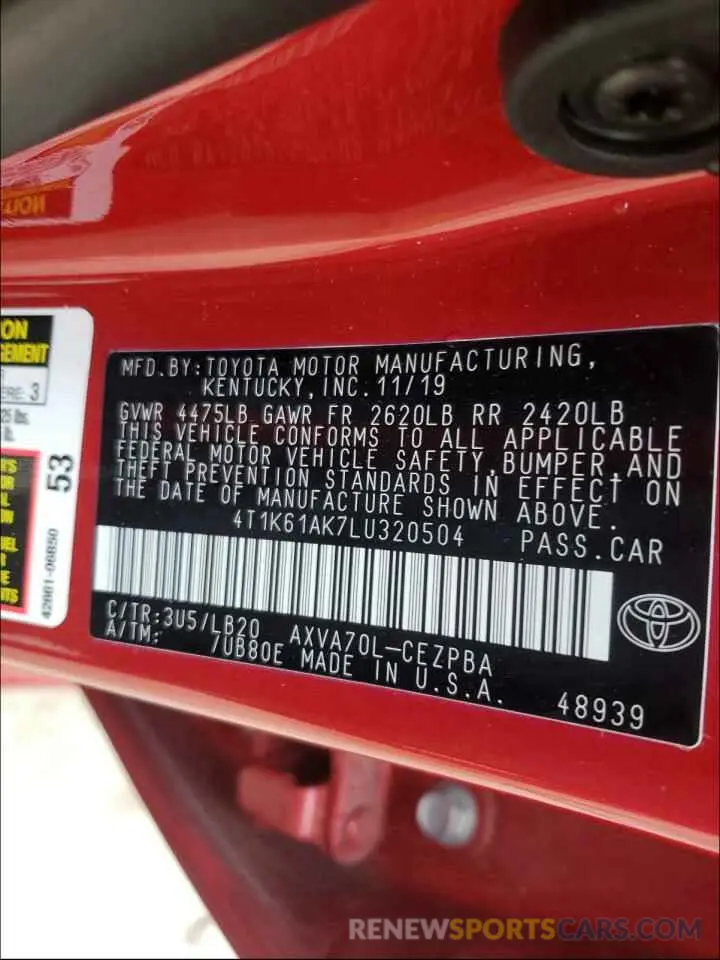 MFD.BY:TOYOTA MOTOR MANUFACTURING,
KENTUCKY,INC.11/19
GVWR 4475LB GAWR FR 2620LB RR 2420LB
THIS VEHICLE CONFORMS TO ALL APPLICABLE
FEDERAL MOTOR VEHICLE SAFETY,BUMPER,AND
THEFT PREVENTION STANDARDS IN EFFECT ON
THE DATE OF MANUFACTURE SHOWN ABOVE.
4T1K61AK7LU320504 PASS.CAR
C/TR:3U5/LB20 AXVA70L-CEZPBA
A/TM: 7UB80E MADE IN U.S.A.
48939
53
42661-06B50
RENEWSPORTSCARS.COM